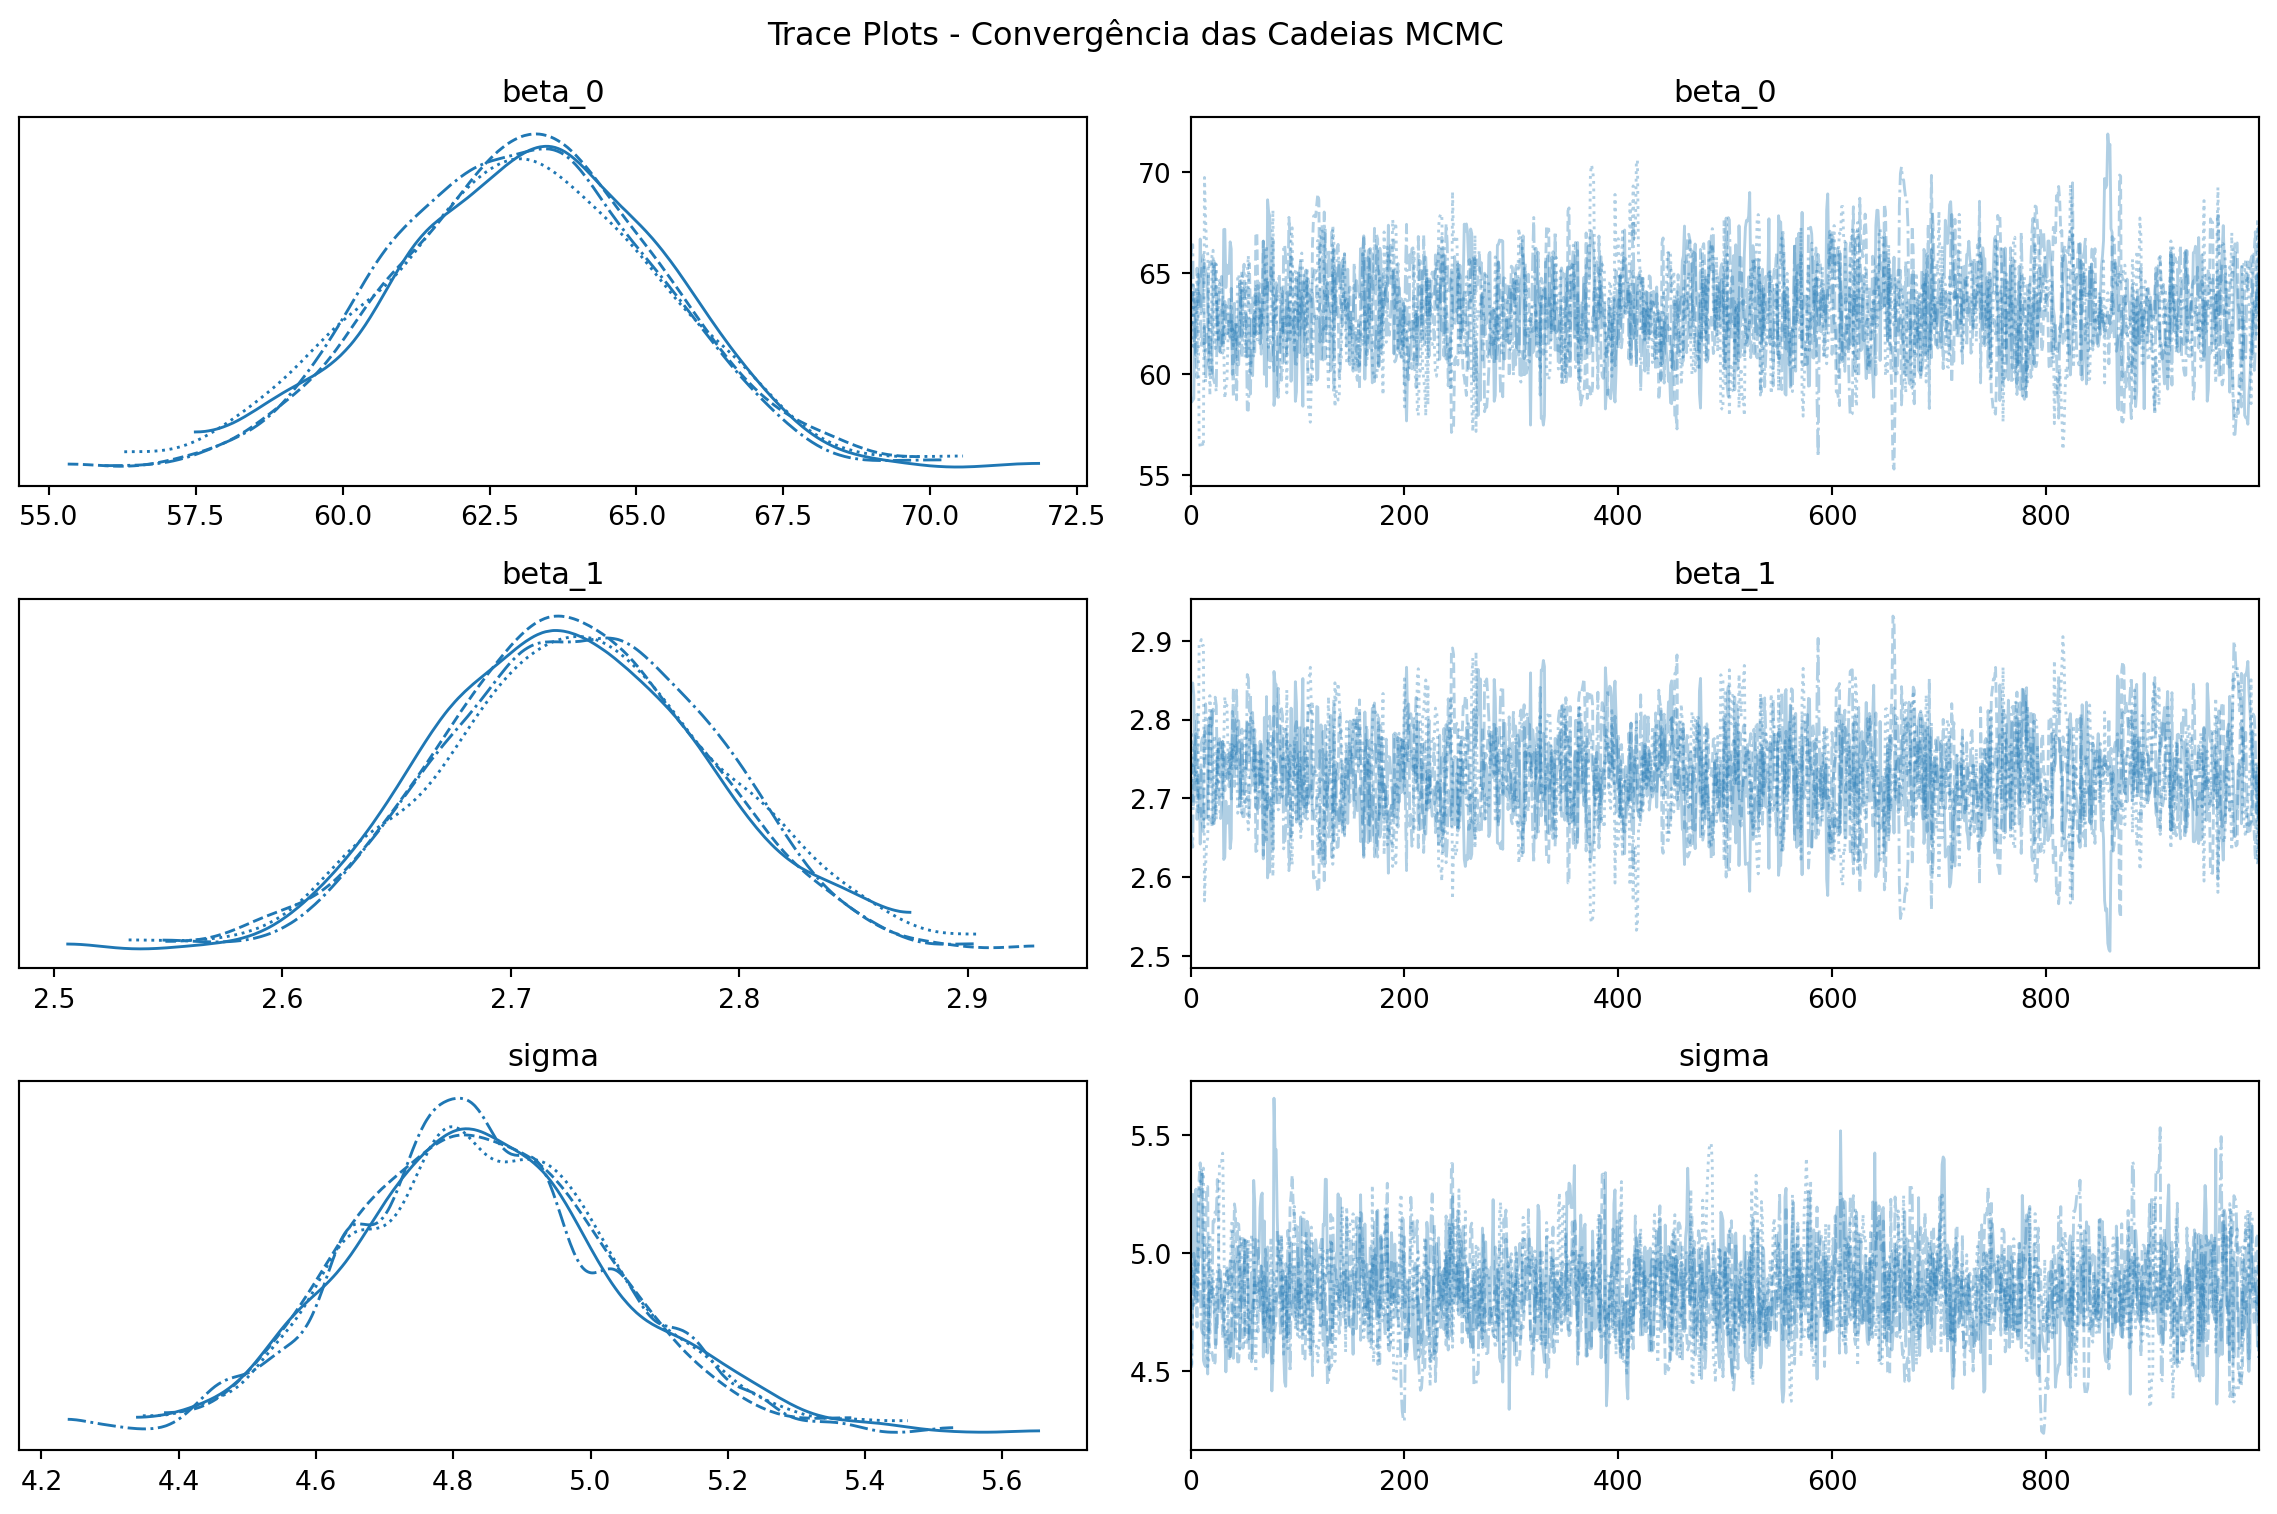 Trace Plots - Convergência das Cadeias MCMC
beta_0
55.0 57.5 60.0 62.5 65.0 67.5 70.0 72.5
beta_0
70
65
60
55
0 200 400 600 800
beta_1
2.5 2.6 2.7 2.8 2.9
beta_1
2.9
2.8
2.7
2.6
2.5
0 200 400 600 800
sigma
4.2 4.4 4.6 4.8 5.0 5.2 5.4 5.6
sigma
5.5
5.0
4.5
0 200 400 600 800